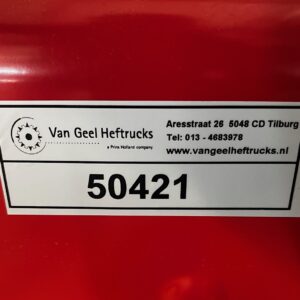 Van Geel Heftrucks
a Prins Holland company
Aresstraat 26 5048 CD Tilburg
Tel: 013 - 4683978
www.vangeelheftrucks.nl
50421